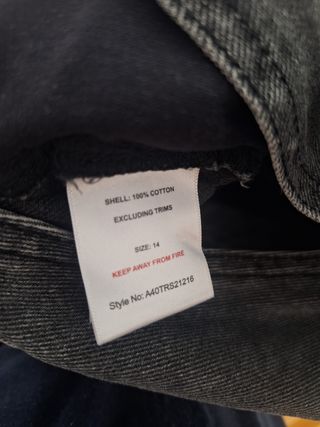 SHELL: 100% COTTON
EXCLUDING TRIMS
SIZE: 14
KEEP AWAY FROM FIRE
Style No: A40TRS21216